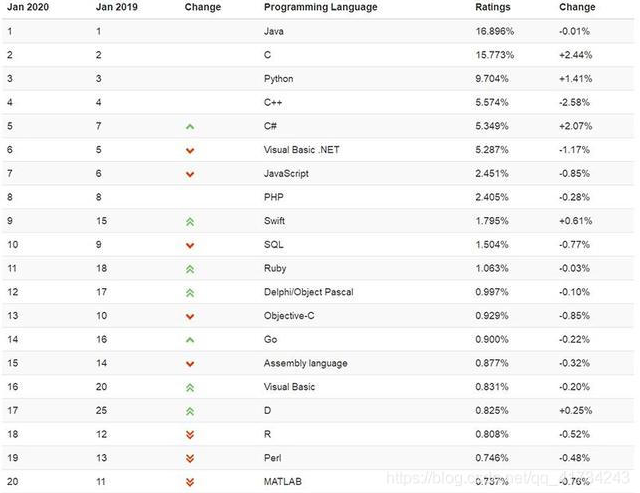 Jan 2020 Jan 2019 Change Programming Language Ratings Change
1 1 Java 16.896% -0.01%
2 2 C 15.773% +2.44%
3 3 Python 9.704% +1.41%
4 4 C++ 5.574% -2.58%
5 7 C# 5.349% +2.07%
6 5 Visual Basic .NET 5.287% -1.17%
7 6 JavaScript 2.451% -0.85%
8 8 PHP 2.405% -0.28%
9 15 Swift 1.795% +0.61%
10 9 SQL 1.504% -0.77%
11 18 Ruby 1.063% -0.03%
12 17 Delphi/Object Pascal 0.997% -0.10%
13 10 Objective-C 0.929% -0.85%
14 16 Go 0.900% -0.22%
15 14 Assembly language 0.877% -0.32%
16 20 Visual Basic 0.831% -0.20%
17 25 D 0.825% +0.25%
18 12 R 0.808% -0.52%
19 13 Perl 0.746% -0.48%
20 11 MATLAB 0.737% -0.76%